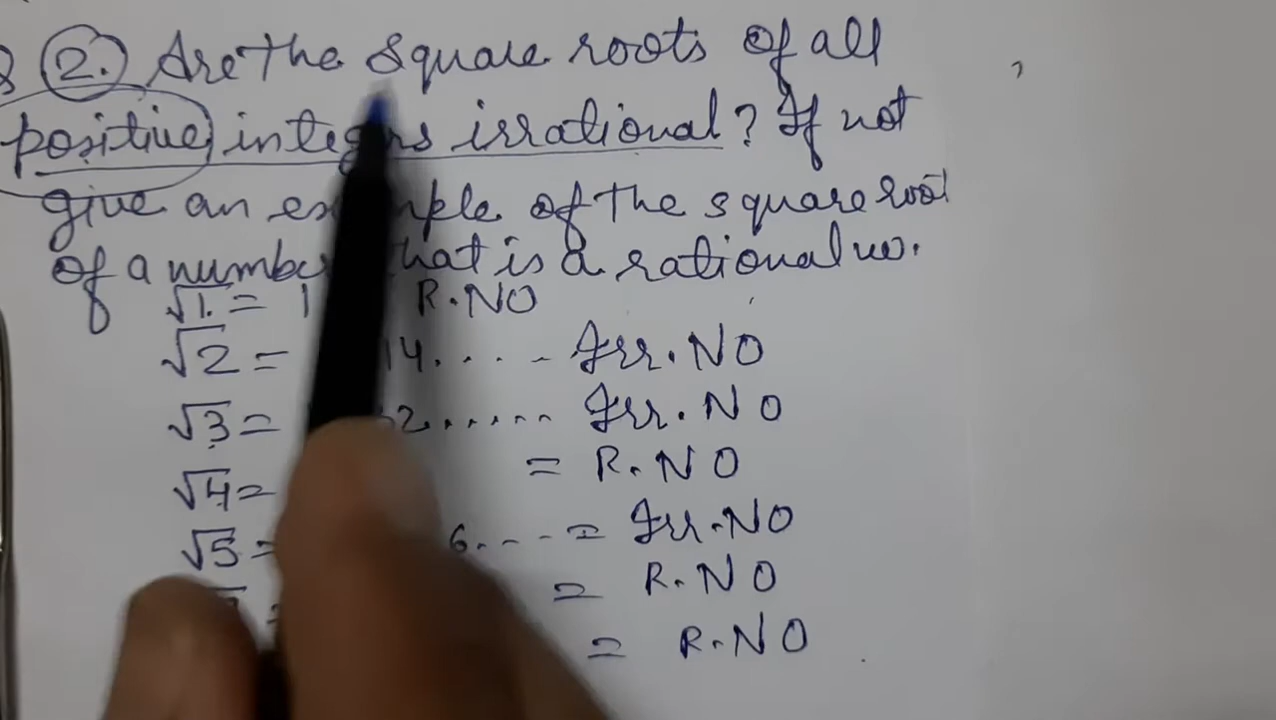 2. Are the square roots of all
positive integers irrational? If not
give an of the square root
of a number that is a rational no.
√1 = 1 R.NO
√2 = 14.... Irr.NO
√3 = 2...... Irr.NO
√4 = = R.NO
√5 = 6.... = Irr.NO
= R.NO
= R.NO